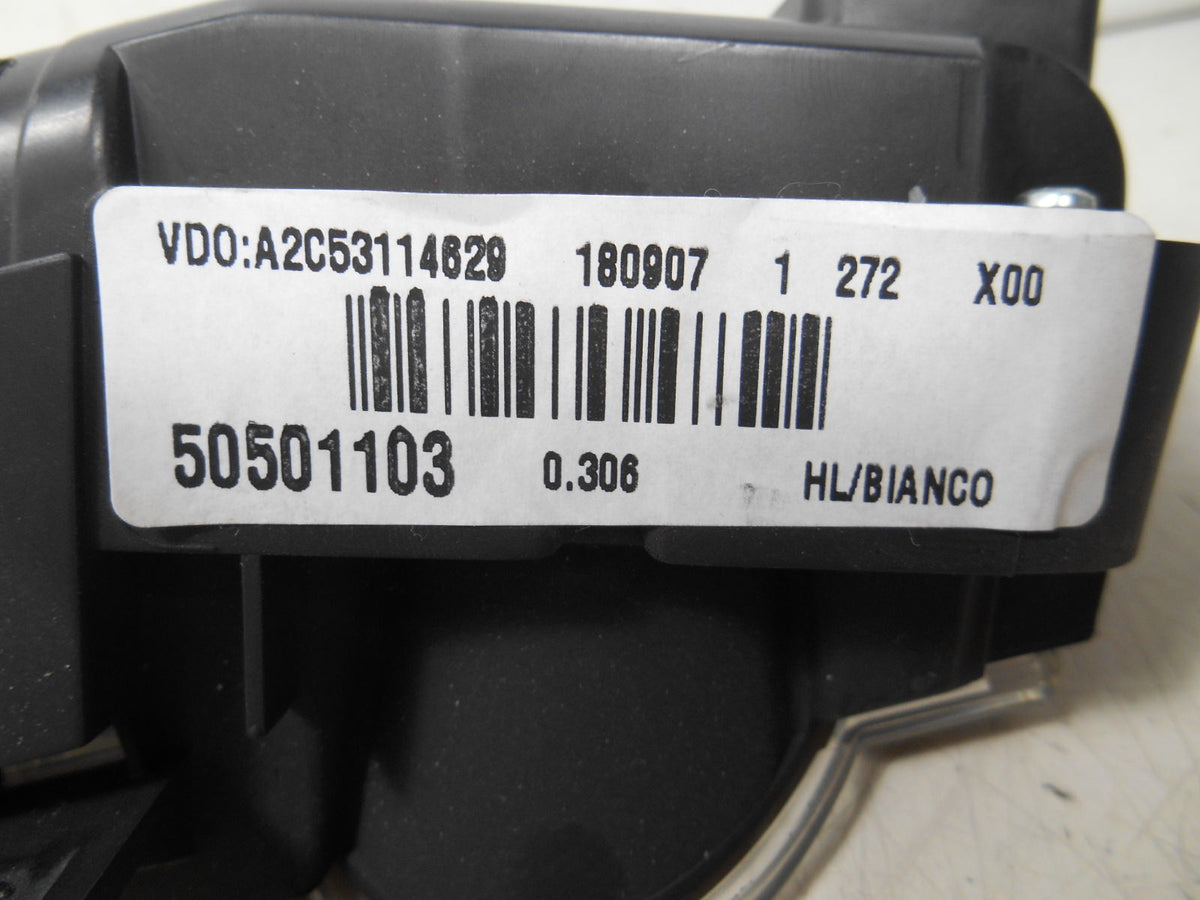 VDO:A2C53114629 180907 1 272 X00
50501103 0.306 HL/BIANCO